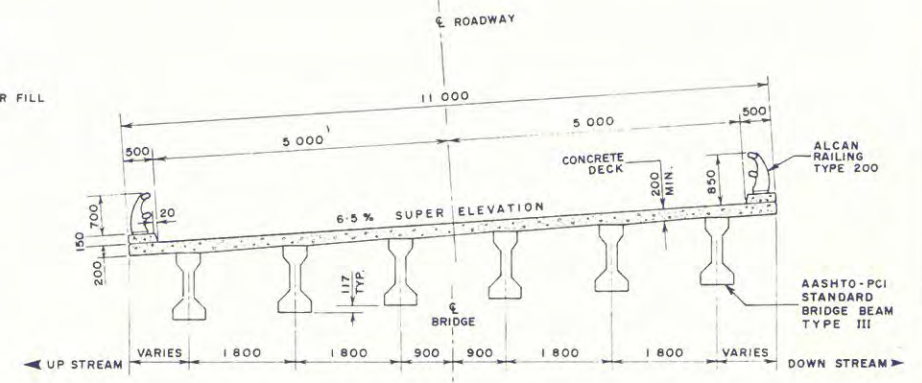 ℄ ROADWAY
R FILL
11 000
500
5 000
5 000
500
ALCAN
RAILING
TYPE 200
CONCRETE
DECK
200
MIN.
850
700
20
6·5 % SUPER ELEVATION
150
200
117
TYP.
AASHTO-PCI
STANDARD
BRIDGE BEAM
TYPE III
℄
BRIDGE
UP STREAM
VARIES
1 800
1 800
900
900
1 800
1 800
VARIES
DOWN STREAM